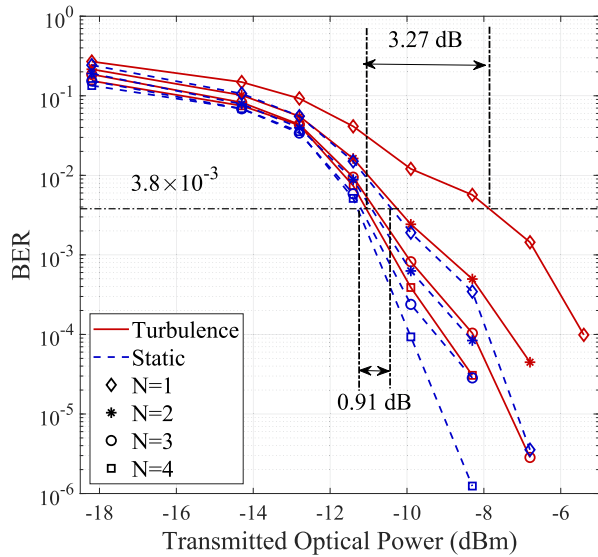 10^0
3.27 dB
10^-1
10^-2
3.8×10^-3
BER
10^-3
10^-4
Turbulence
Static
N=1
N=2
N=3
N=4
0.91 dB
10^-5
10^-6
-18 -16 -14 -12 -10 -8 -6
Transmitted Optical Power (dBm)